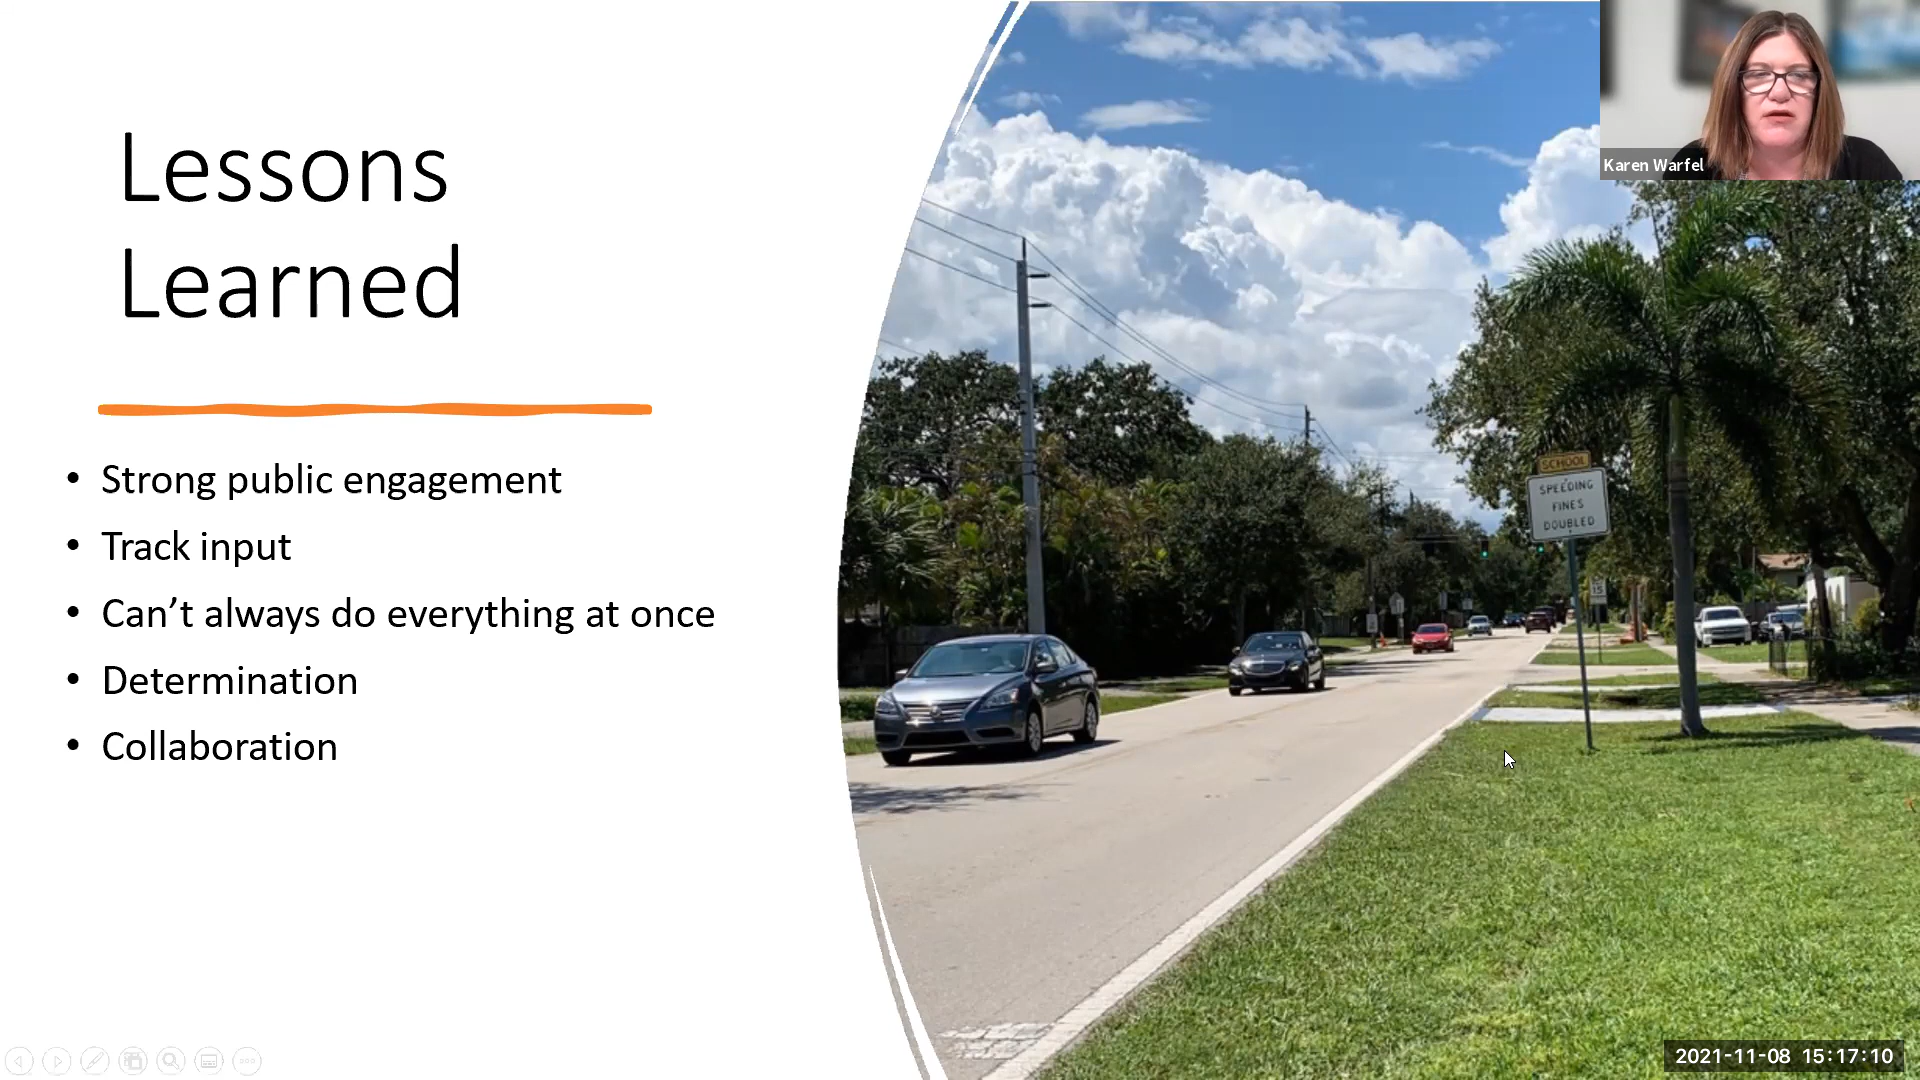 Lessons
Learned
• Strong public engagement
• Track input
• Can’t always do everything at once
• Determination
• Collaboration
Karen Warfel
SCHOOL
SPEEDING
FINES
DOUBLED
15
2021-11-08 15:17:10